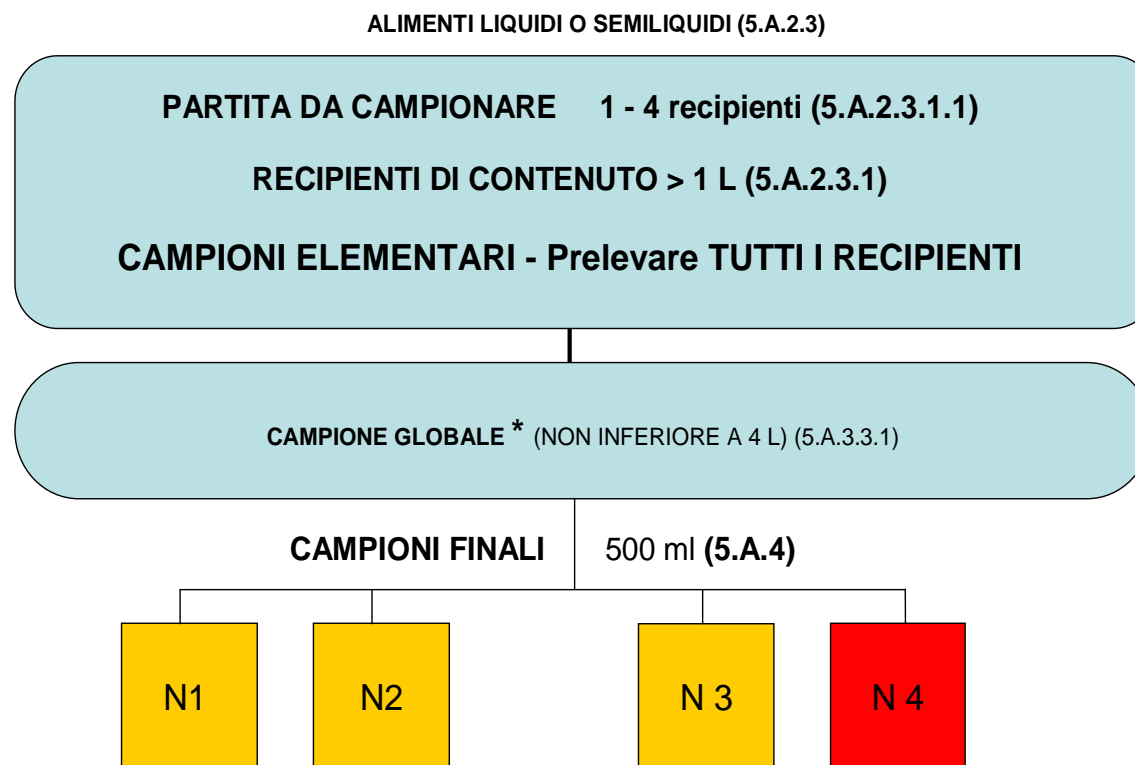 ALIMENTI LIQUIDI O SEMILIQUIDI (5.A.2.3)
PARTITA DA CAMPIONARE 1 - 4 recipienti (5.A.2.3.1.1)
RECIPIENTI DI CONTENUTO > 1 L (5.A.2.3.1)
CAMPIONI ELEMENTARI - Prelevare TUTTI I RECIPIENTI
CAMPIONE GLOBALE * (NON INFERIORE A 4 L) (5.A.3.3.1)
CAMPIONI FINALI 500 ml (5.A.4)
N1 N2 N 3 N 4